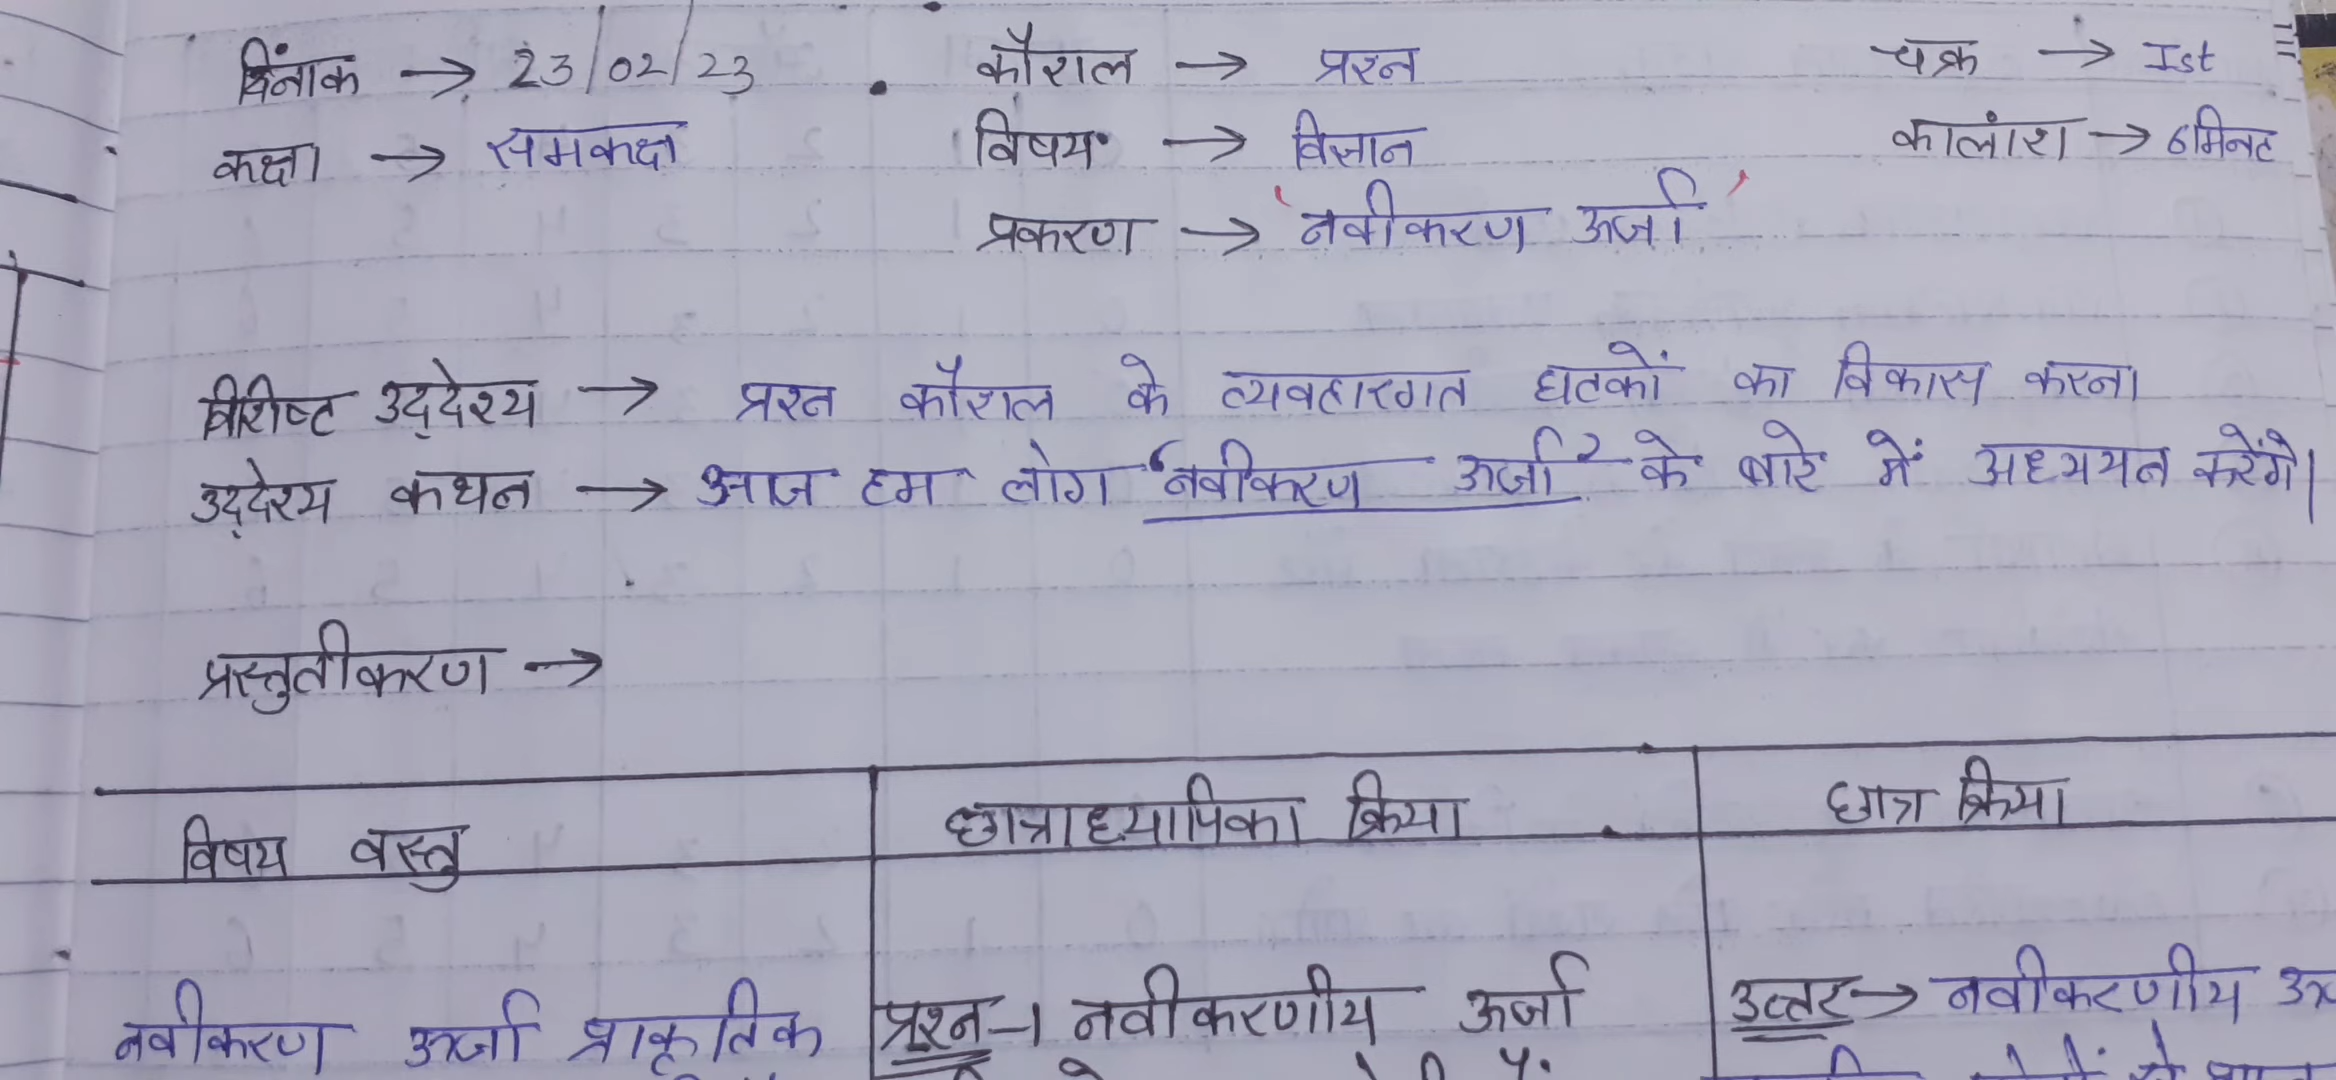 दिंनाक → 23/02/23 कौशल → प्रश्न चक्र → Ist
कक्षा → समकक्ष विषय → विज्ञान कालांश → 6मिनट
प्रकरण → 'नवीकरण ऊर्जा'
विशिष्ट उद्देश्य → प्रश्न कौशल के व्यवहारगत घटकों का विकास करना
उद्देश्य कथन → आज हम लोग 'नवीकरण ऊर्जा' के बारे में अध्ययन करेंगे|
प्रस्तुतीकरण →
विषय वस्तु छात्राध्यापिका क्रिया छात्र क्रिया
नवीकरण ऊर्जा प्राकृतिक प्रश्न-1 नवीकरणीय ऊर्जा उत्तर → नवीकरणीय